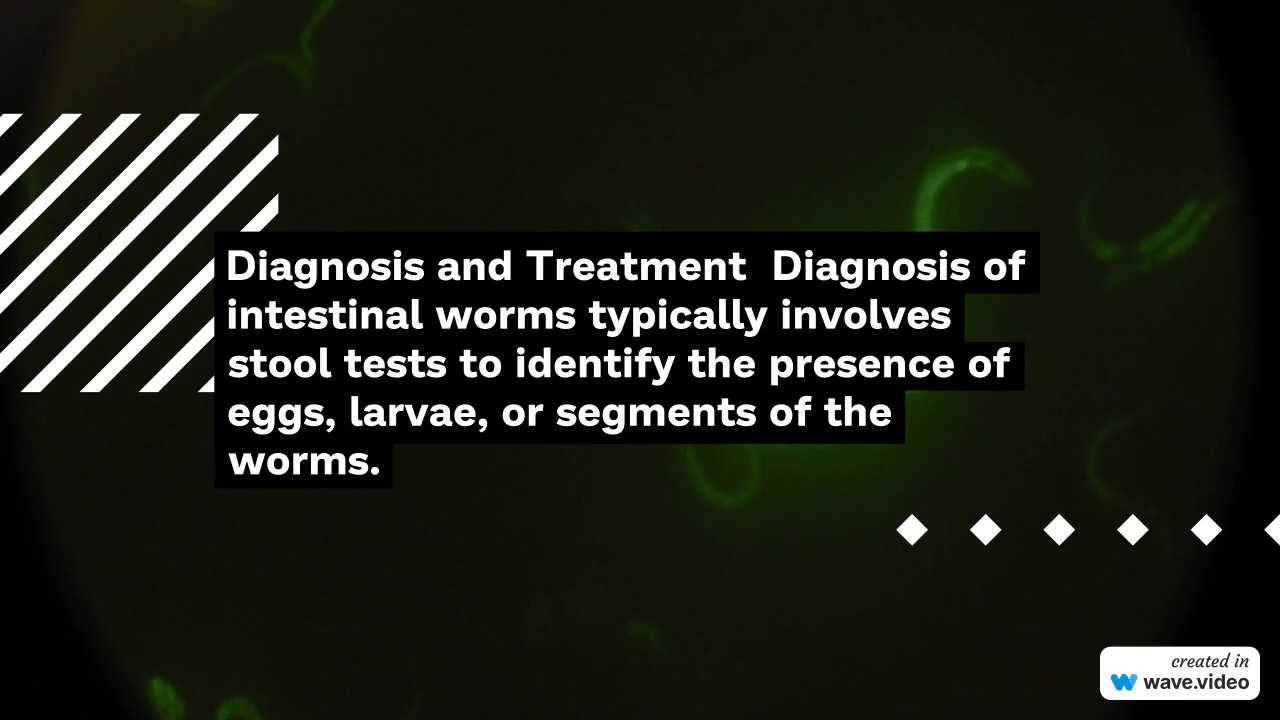 Diagnosis and Treatment  Diagnosis of
intestinal worms typically involves
stool tests to identify the presence of
eggs, larvae, or segments of the
worms.
created in
wave.video